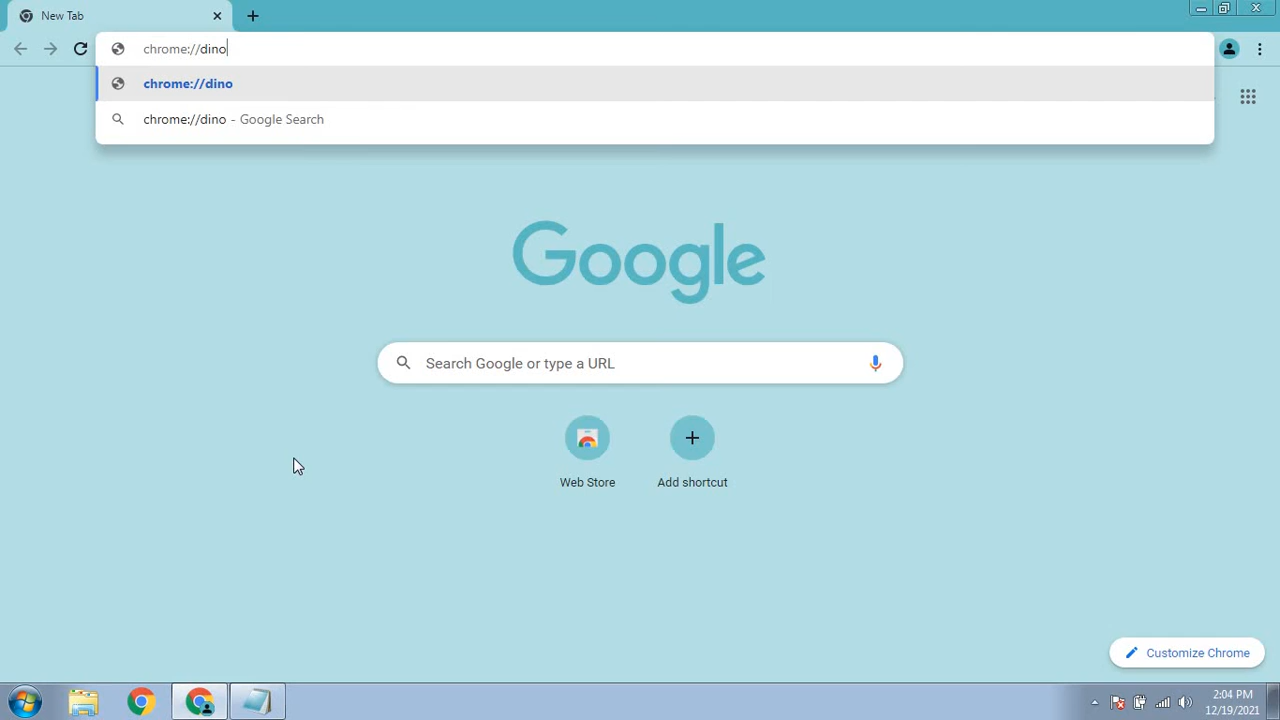 New Tab
chrome://dino
chrome://dino
chrome://dino - Google Search
Google
Search Google or type a URL
Web Store
Add shortcut
Customize Chrome
2:04 PM
12/19/2021